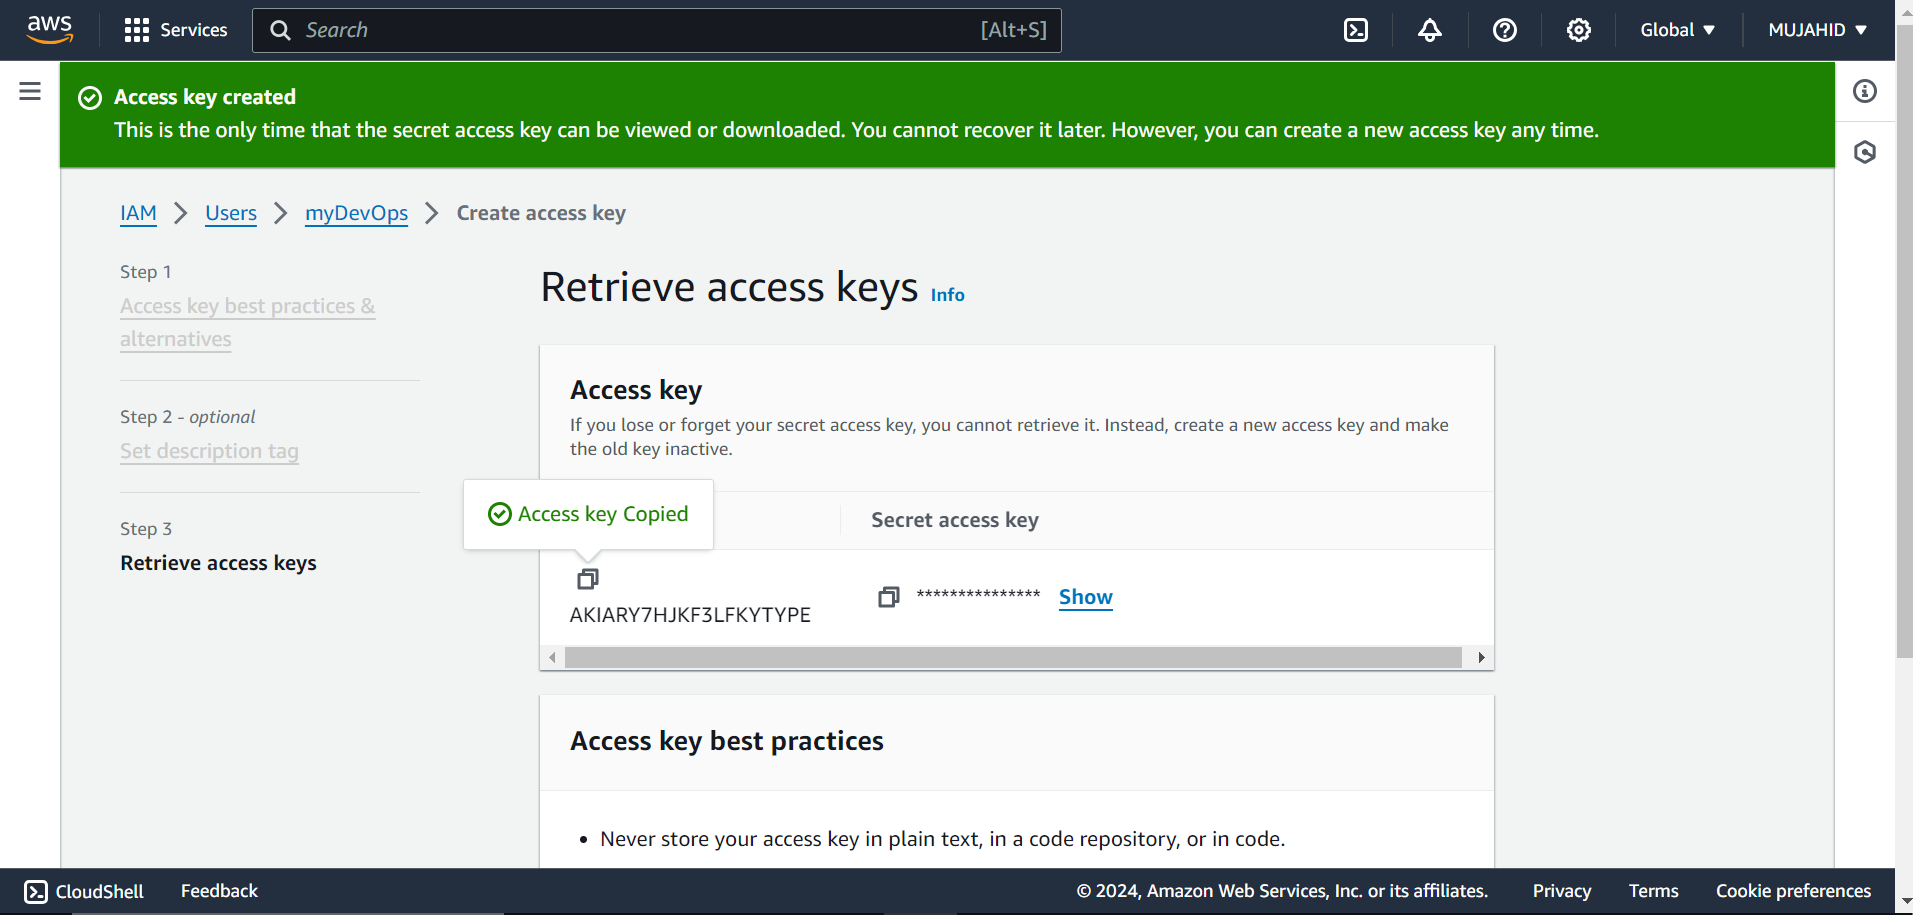 aws
Services
Search [Alt+S]
Global
MUJAHID
Access key created
This is the only time that the secret access key can be viewed or downloaded. You cannot recover it later. However, you can create a new access key any time.
IAM
Users
myDevOps
Create access key
Step 1
Access key best practices &
alternatives
Step 2 - optional
Set description tag
Step 3
Retrieve access keys
Retrieve access keys Info
Access key
If you lose or forget your secret access key, you cannot retrieve it. Instead, create a new access key and make
the old key inactive.
Access key Copied
Secret access key
AKIARY7HJKF3LFKYTYPE
*************** Show
Access key best practices
• Never store your access key in plain text, in a code repository, or in code.
CloudShell
Feedback
© 2024, Amazon Web Services, Inc. or its affiliates.
Privacy
Terms
Cookie preferences